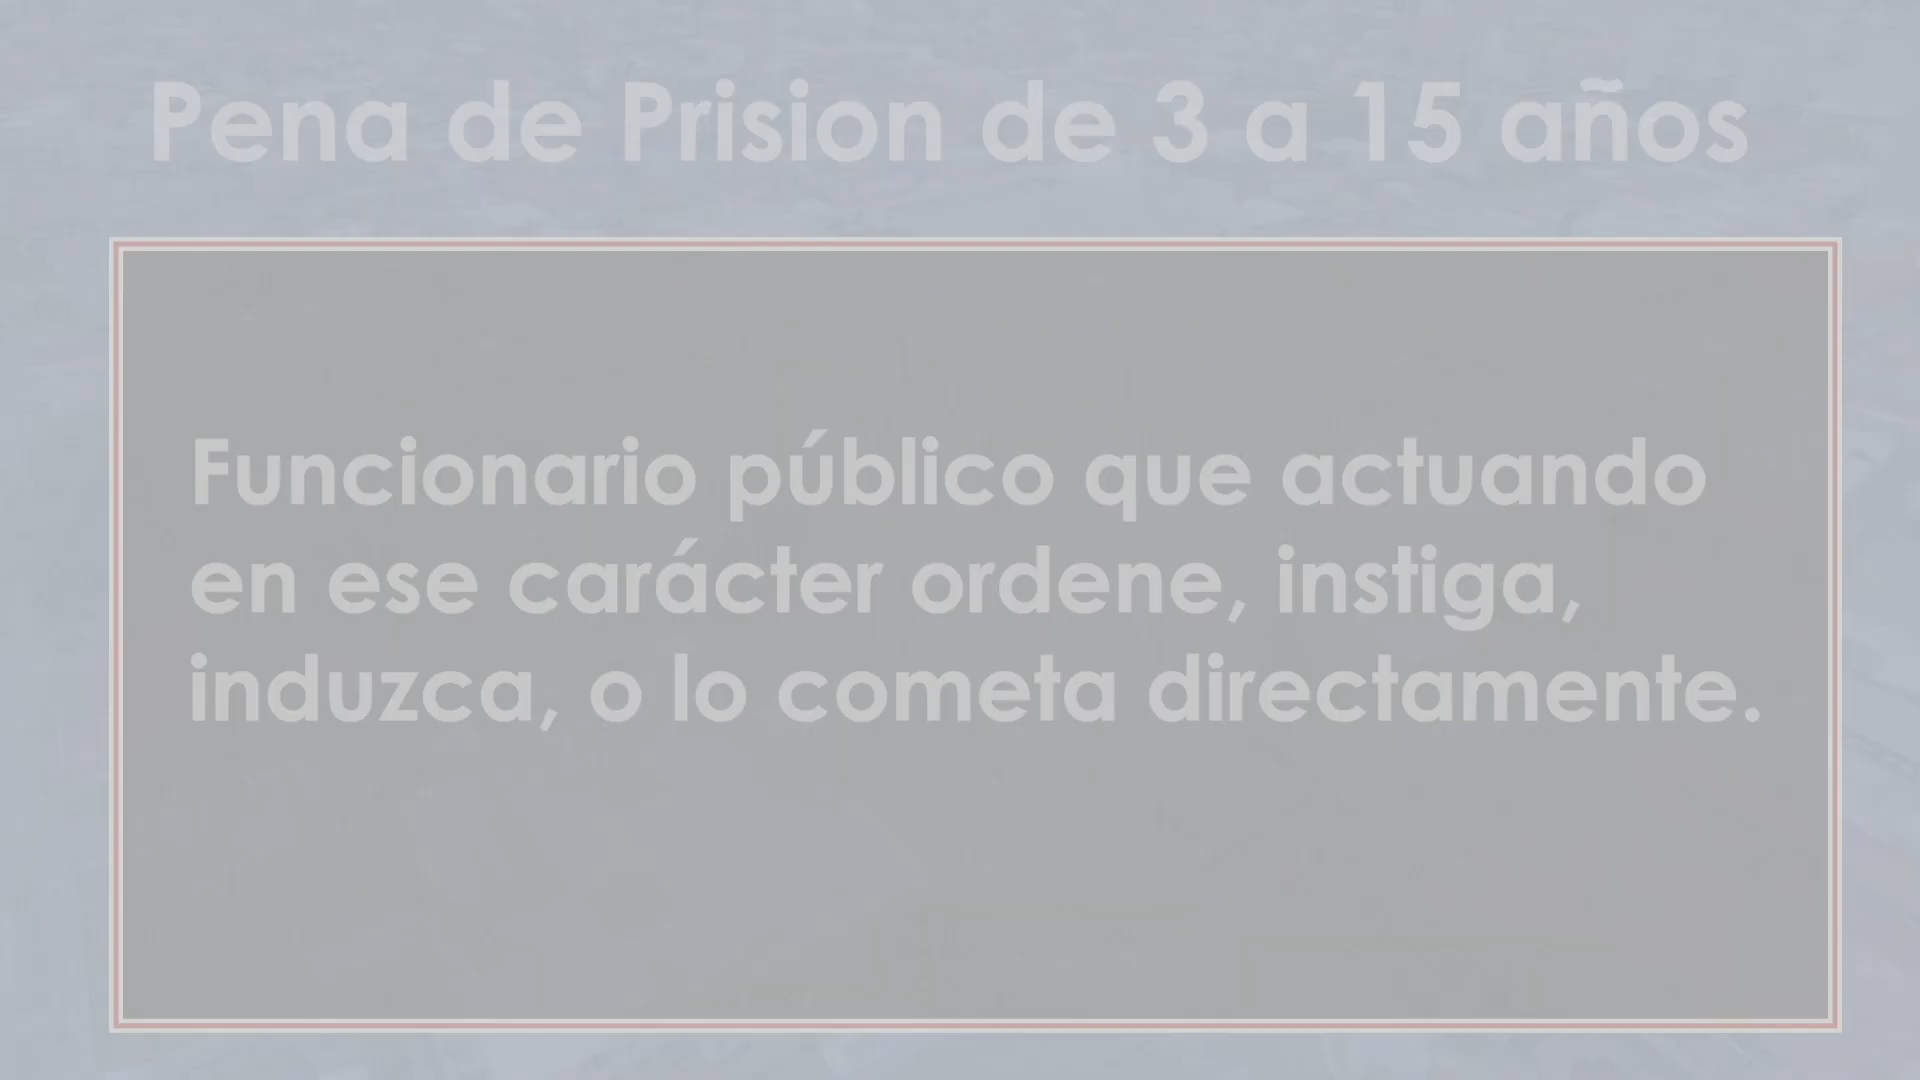 Pena de Prision de 3 a 15 años
Funcionario público que actuando
en ese carácter ordene, instiga,
induzca, o lo cometa directamente.